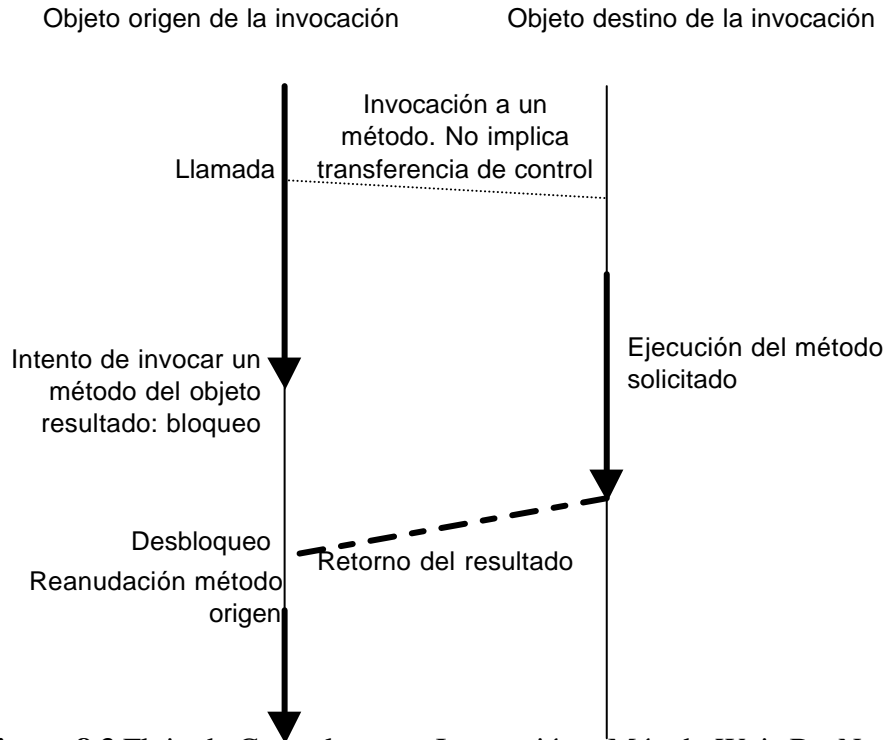 Objeto origen de la invocación
Objeto destino de la invocación
Invocación a un
método. No implica
transferencia de control
Llamada
Intento de invocar un
método del objeto
resultado: bloqueo
Ejecución del método
solicitado
Desbloqueo
Retorno del resultado
Reanudación método
origen